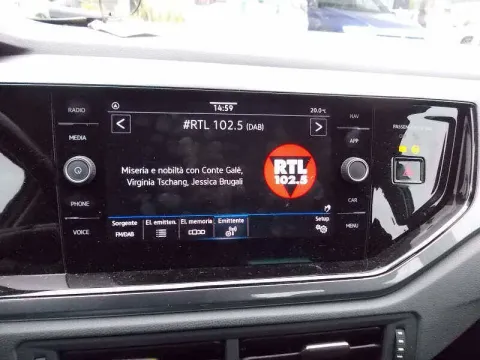 RADIO
MEDIA
PHONE
VOICE
14:59
20.0°C
#RTL 102.5 (DAB)
Miseria e nobiltà con Conte Galé,
Virginia Tschang, Jessica Brugali
RTL
102.5
Sorgente
FM/DAB
El. emitten.
El. memoria
Emittente
Setup
NAV
APP
CAR
MENU